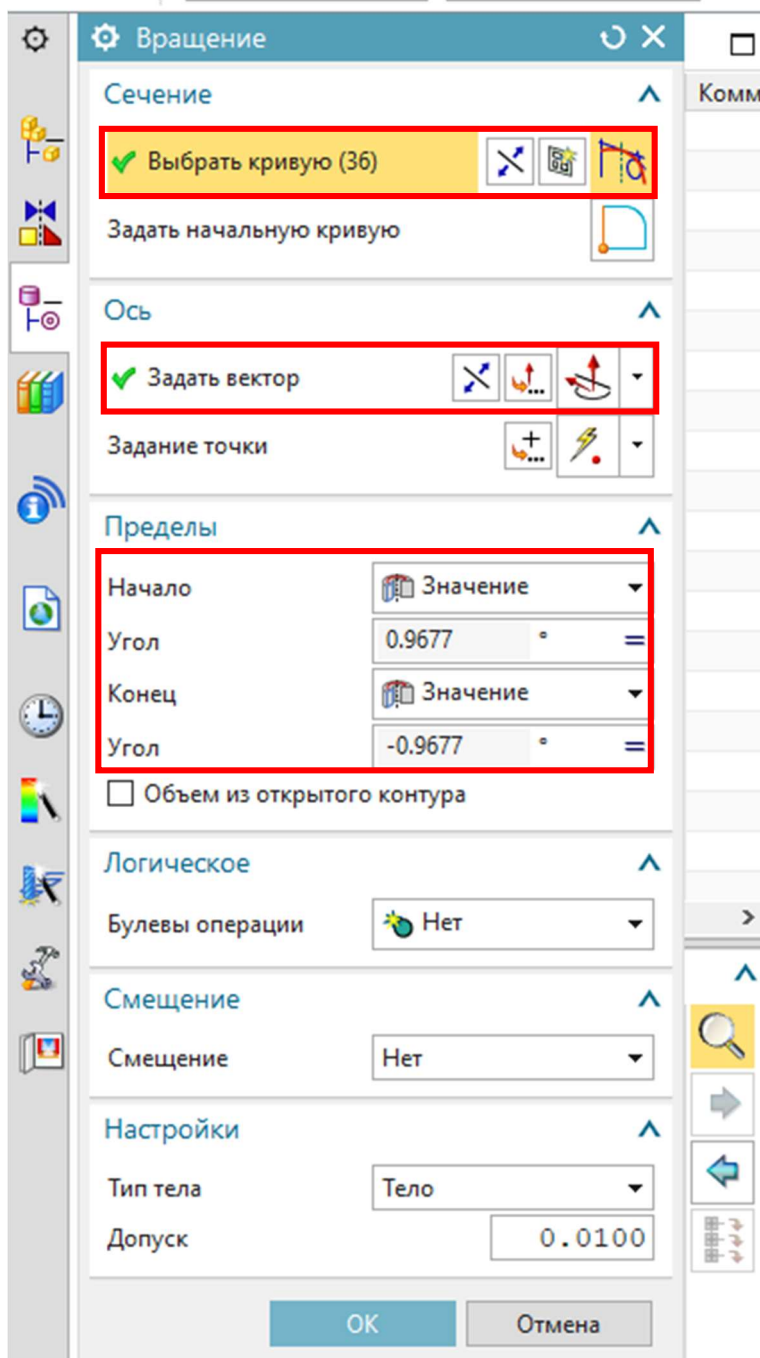 Вращение
Сечение
Комм
Выбрать кривую (36)
Задать начальную кривую
Ось
Задать вектор
Задание точки
Пределы
Начало Значение
Угол 0.9677 °
Конец Значение
Угол -0.9677 °
Объем из открытого контура
Логическое
Булевы операции Нет
Смещение
Смещение Нет
Настройки
Тип тела Тело
Допуск 0.0100
OK Отмена